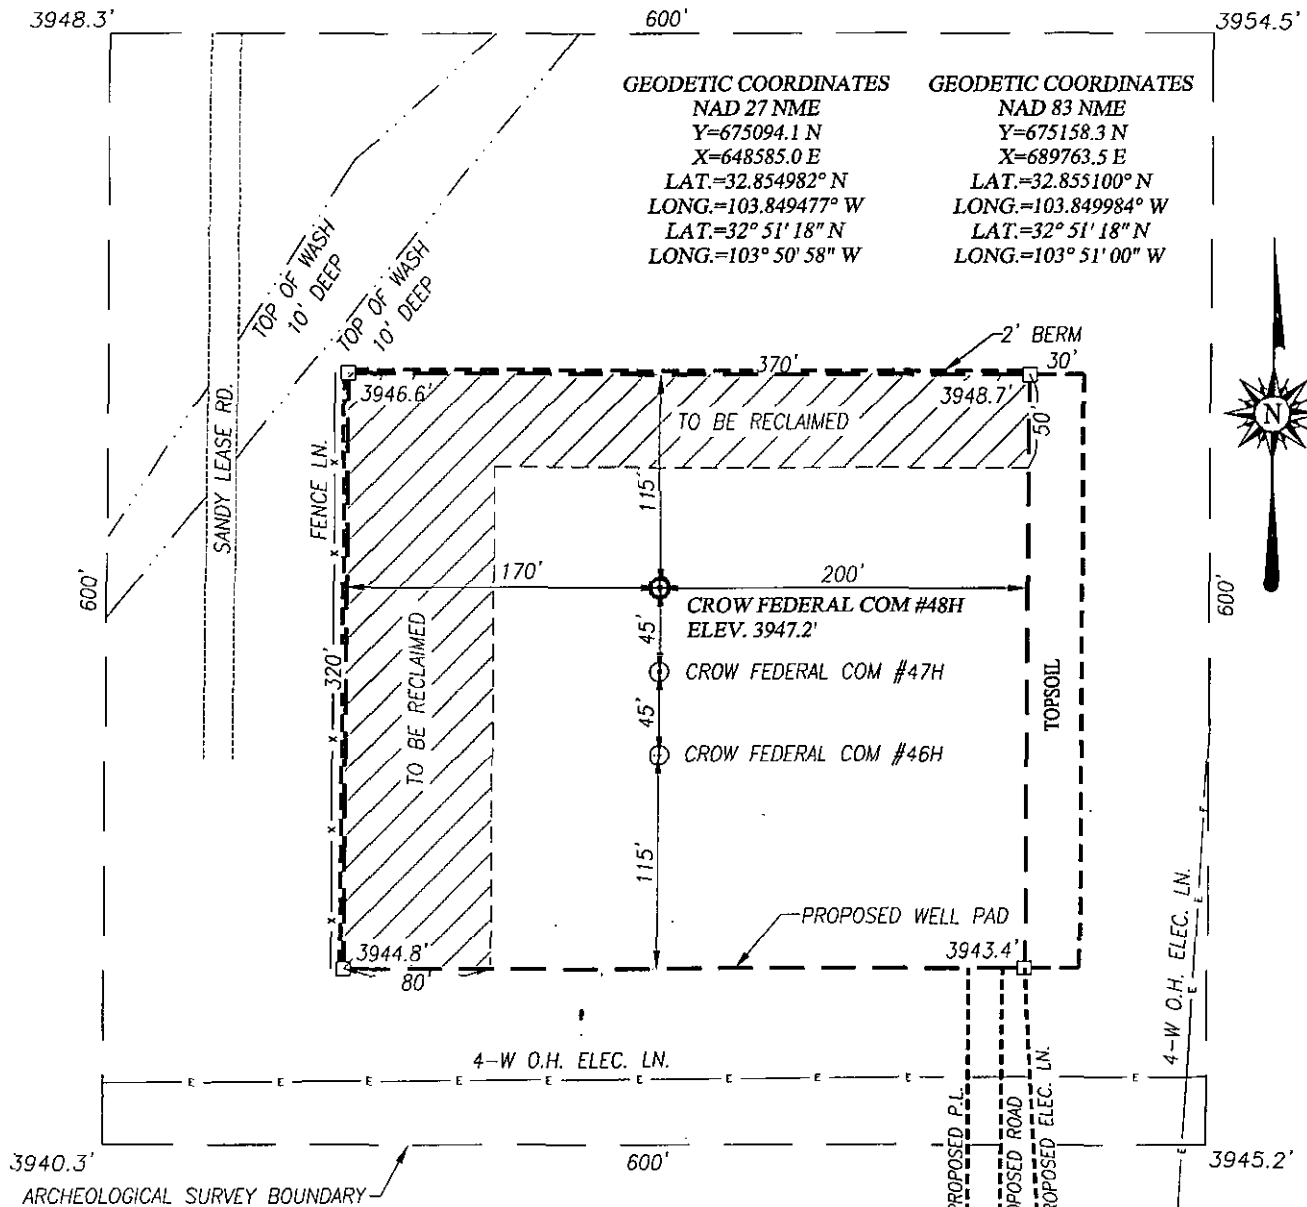 3948.3'
600'
3954.5'
GEODETIC COORDINATES
NAD 27 NME
Y=675094.1 N
X=648585.0 E
LAT.=32.854982° N
LONG.=103.849477° W
LAT.=32° 51' 18" N
LONG.=103° 50' 58" W
GEODETIC COORDINATES
NAD 83 NME
Y=675158.3 N
X=689763.5 E
LAT.=32.855100° N
LONG.=103.849984° W
LAT.=32° 51' 18" N
LONG.=103° 51' 00" W
TOP OF WASH
10' DEEP
TOP OF WASH
10' DEEP
SANDY LEASE RD.
2' BERM
370'
30'
3946.6'
3948.7'
TO BE RECLAIMED
50'
N
FENCE LN.
115'
170'
200'
600'
600'
CROW FEDERAL COM #48H
ELEV. 3947.2'
45'
CROW FEDERAL COM #47H
320'
TO BE RECLAIMED
45'
CROW FEDERAL COM #46H
TOPSOIL
115'
PROPOSED WELL PAD
3944.8'
3943.4'
80'
4-W O.H. ELEC. LN.
4-W O.H. ELEC. LN.
x
x
x
x
x
E
E
E
E
E
E
E
E
E
E
E
E
E
E
PROPOSED P.L.
OPOSED ROAD
ROPOSED ELEC. LN.
3940.3'
600'
3945.2'
ARCHEOLOGICAL SURVEY BOUNDARY